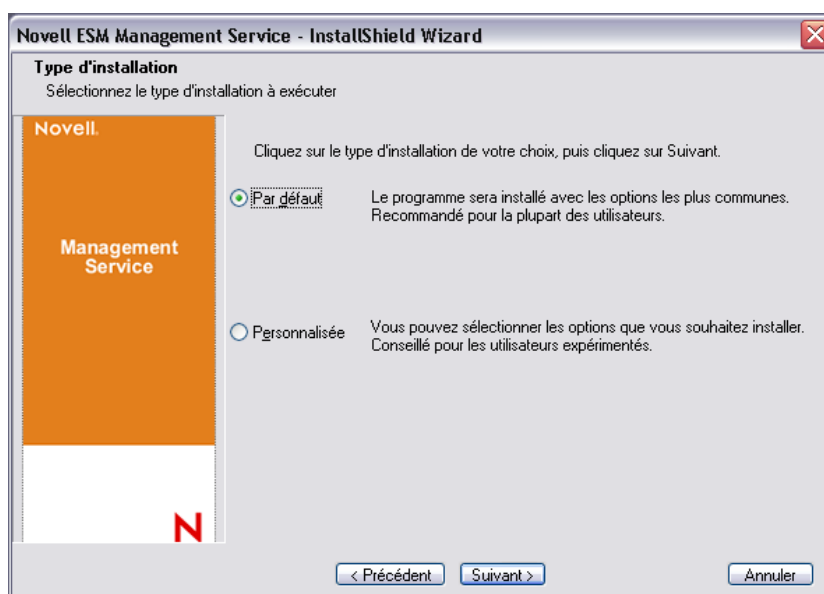 Novell ESM Management Service - InstallShield Wizard
Type d'installation
Sélectionnez le type d'installation à exécuter
Novell.
Management
Service
N
Cliquez sur le type d'installation de votre choix, puis cliquez sur Suivant.
Par défaut
Le programme sera installé avec les options les plus communes.
Recommandé pour la plupart des utilisateurs.
Personnalisée
Vous pouvez sélectionner les options que vous souhaitez installer.
Conseillé pour les utilisateurs expérimentés.
< Précédent
Suivant >
Annuler